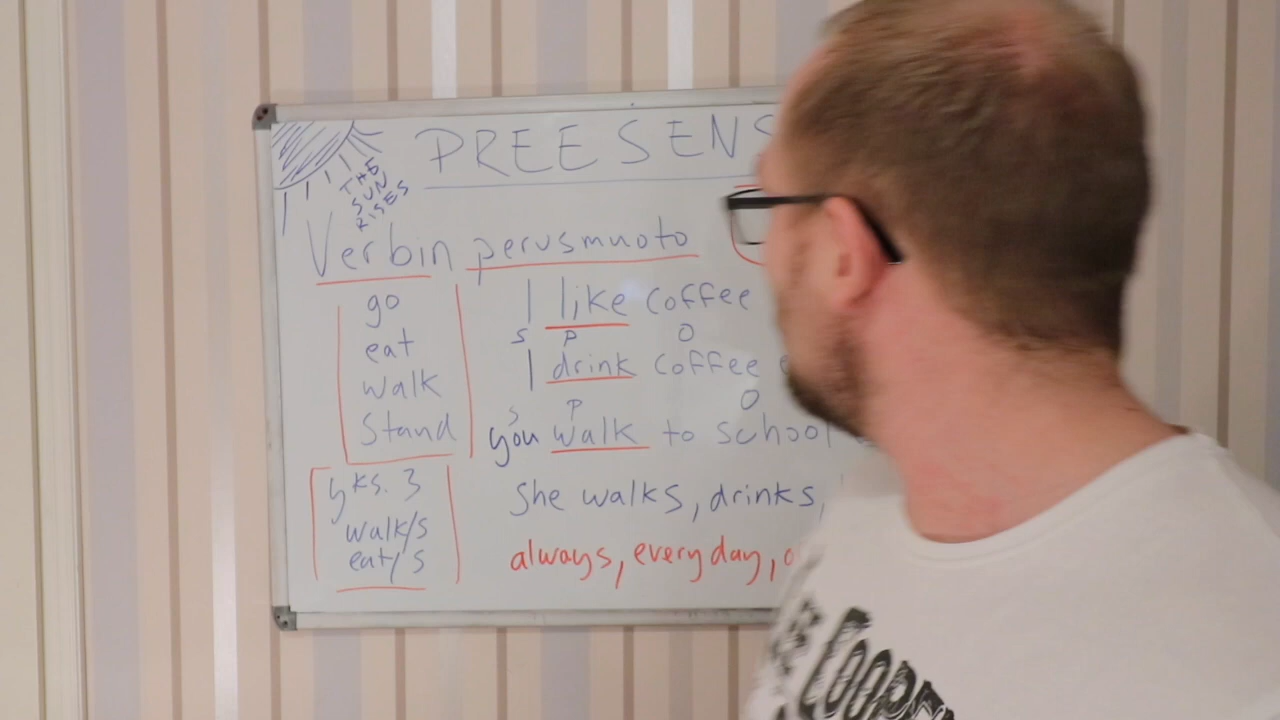 PREESENS
THE
SUN
RISES
Verbin perusmuoto
go
eat
walk
stand
I like coffee
S P O
I drink coffee
S P O
you walk to school
yks. 3
walk/s
eat/s
She walks, drinks,
always, every day,
COOPER